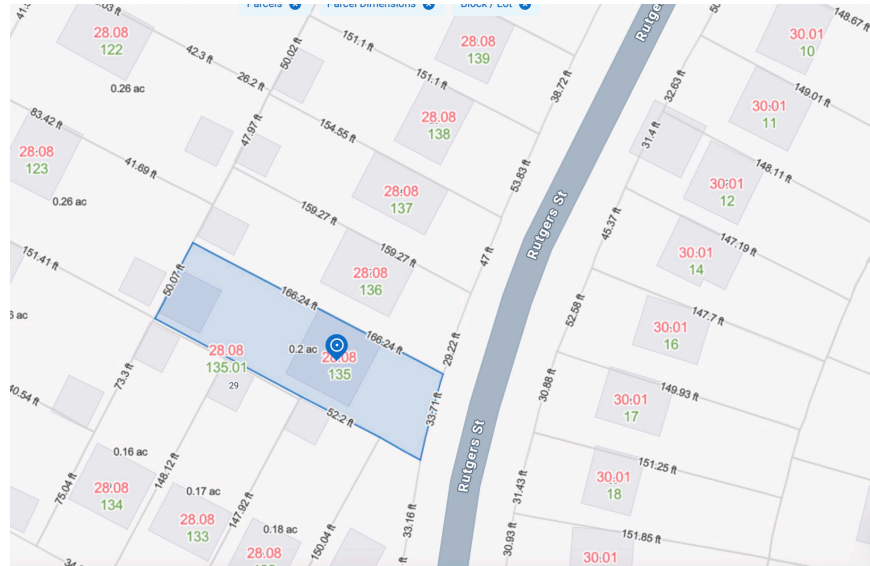 Parcels
Parcel Dimensions
Block / Lot
28.08
122
0.26 ac
42.3 ft
26.2 ft
50.02 ft
151.1 ft
28.08
139
151.1 ft
38.72 ft
Rutgers
32.63 ft
30.01
10
148.67 ft
149.01 ft
30.01
11
31.4 ft
148.11 ft
83.42 ft
28.08
123
41.69 ft
47.97 ft
154.55 ft
28.08
138
53.83 ft
30.01
12
0.26 ac
159.27 ft
28.08
137
Rutgers St
45.37 ft
147.19 ft
30.01
14
151.41 ft
50.07 ft
159.27 ft
28.08
136
47 ft
166.24 ft
166.24 ft
52.58 ft
147.7 ft
30.01
16
0.2 ac
28.08
135
29.22 ft
28.08
135.01
29
73.3 ft
52.2 ft
33.71 ft
30.88 ft
149.93 ft
30.01
17
40.54 ft
0.16 ac
28.08
134
75.04 ft
148.12 ft
0.17 ac
28.08
133
147.92 ft
0.18 ac
28.08
150.04 ft
33.16 ft
ft
Rutgers St
31.43 ft
30.93 ft
151.25 ft
30.01
18
151.85 ft
30.01